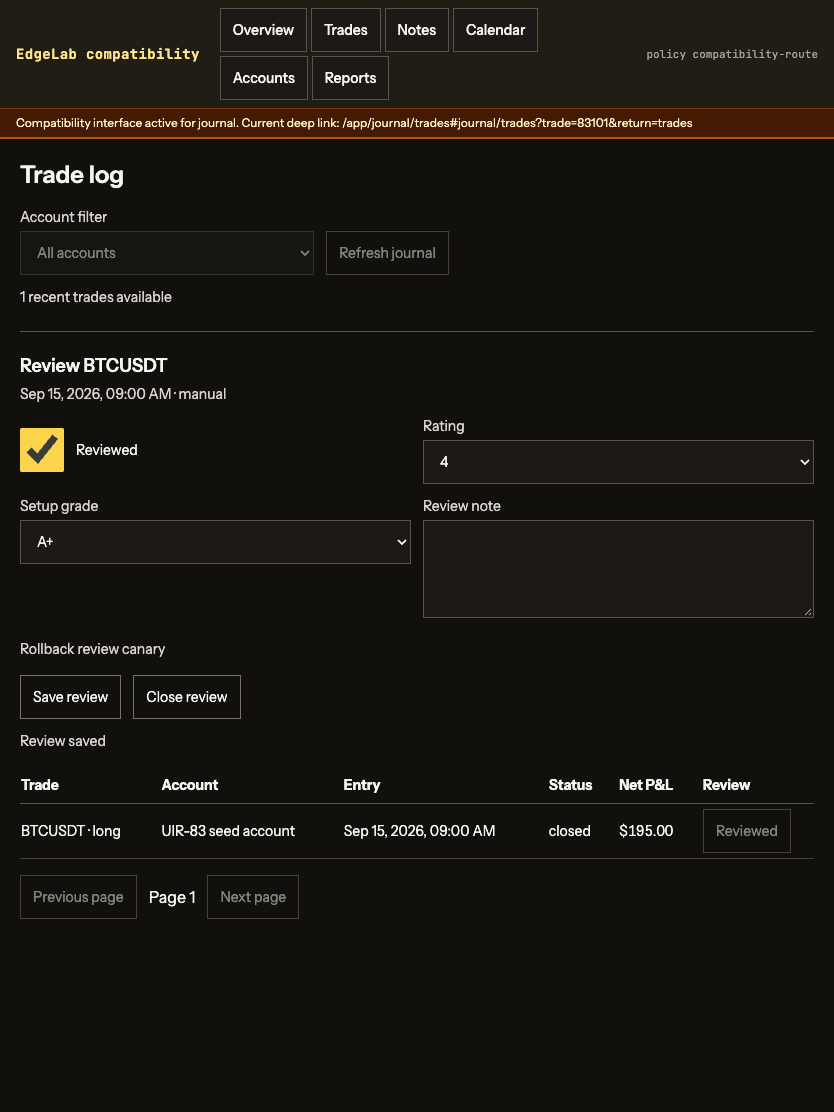 EdgeLab compatibility
Overview Trades Notes Calendar
Accounts Reports
policy compatibility-route
Compatibility interface active for journal. Current deep link: /app/journal/trades#journal/trades?trade=83101&return=trades
Trade log
Account filter
All accounts Refresh journal
1 recent trades available
Review BTCUSDT
Sep 15, 2026, 09:00 AM · manual
Reviewed
Rating
4
Setup grade
A+
Review note
Rollback review canary
Save review Close review
Review saved
Trade Account Entry Status Net P&L Review
BTCUSDT · long UIR-83 seed account Sep 15, 2026, 09:00 AM closed $195.00 Reviewed
Previous page Page 1 Next page